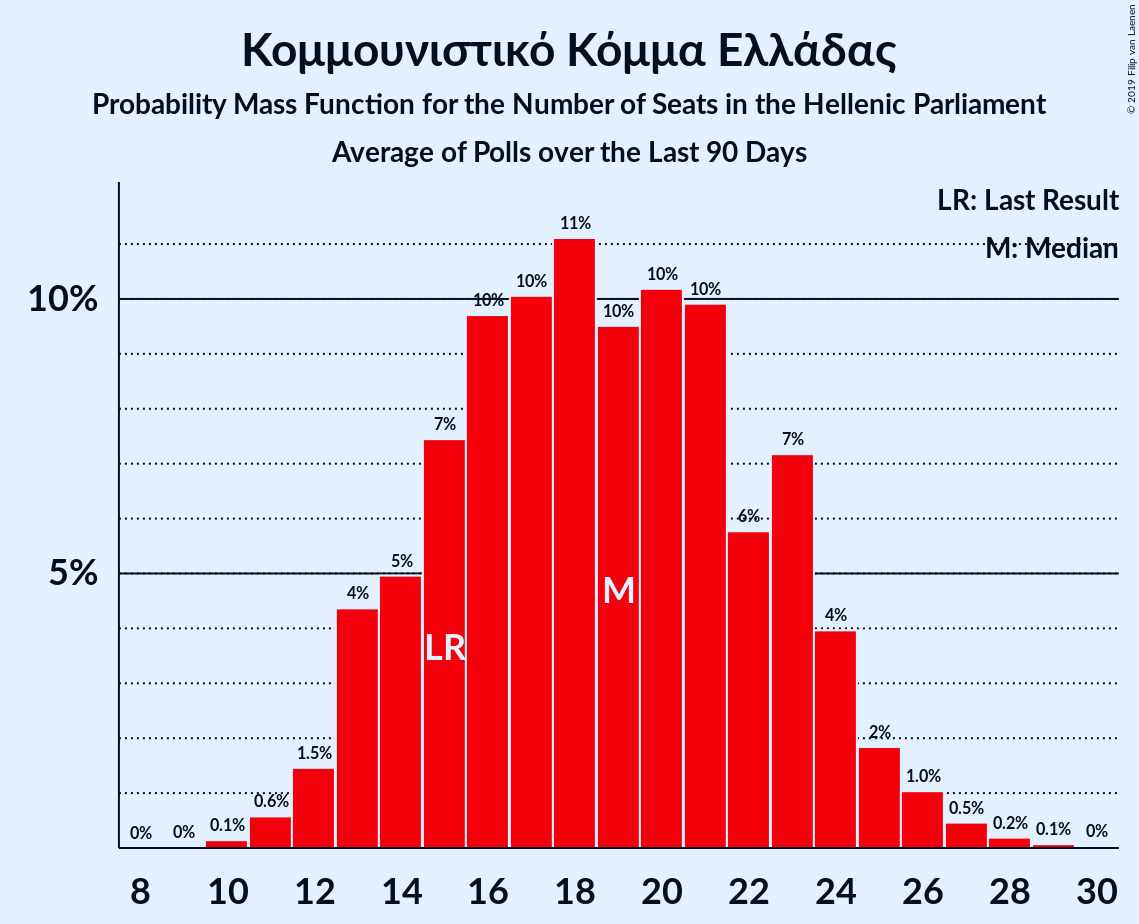 Κομμουνιστικό Κόμμα Ελλάδας
Probability Mass Function for the Number of Seats in the Hellenic Parliament
Average of Polls over the Last 90 Days
© 2019 Filip van Laenen
LR: Last Result
M: Median
10%
5%
0%
0%
0.1%
0.6%
1.5%
4%
5%
7%
10%
10%
11%
10%
10%
10%
6%
7%
4%
2%
1.0%
0.5%
0.2%
0.1%
0%
LR
M
8 10 12 14 16 18 20 22 24 26 28 30